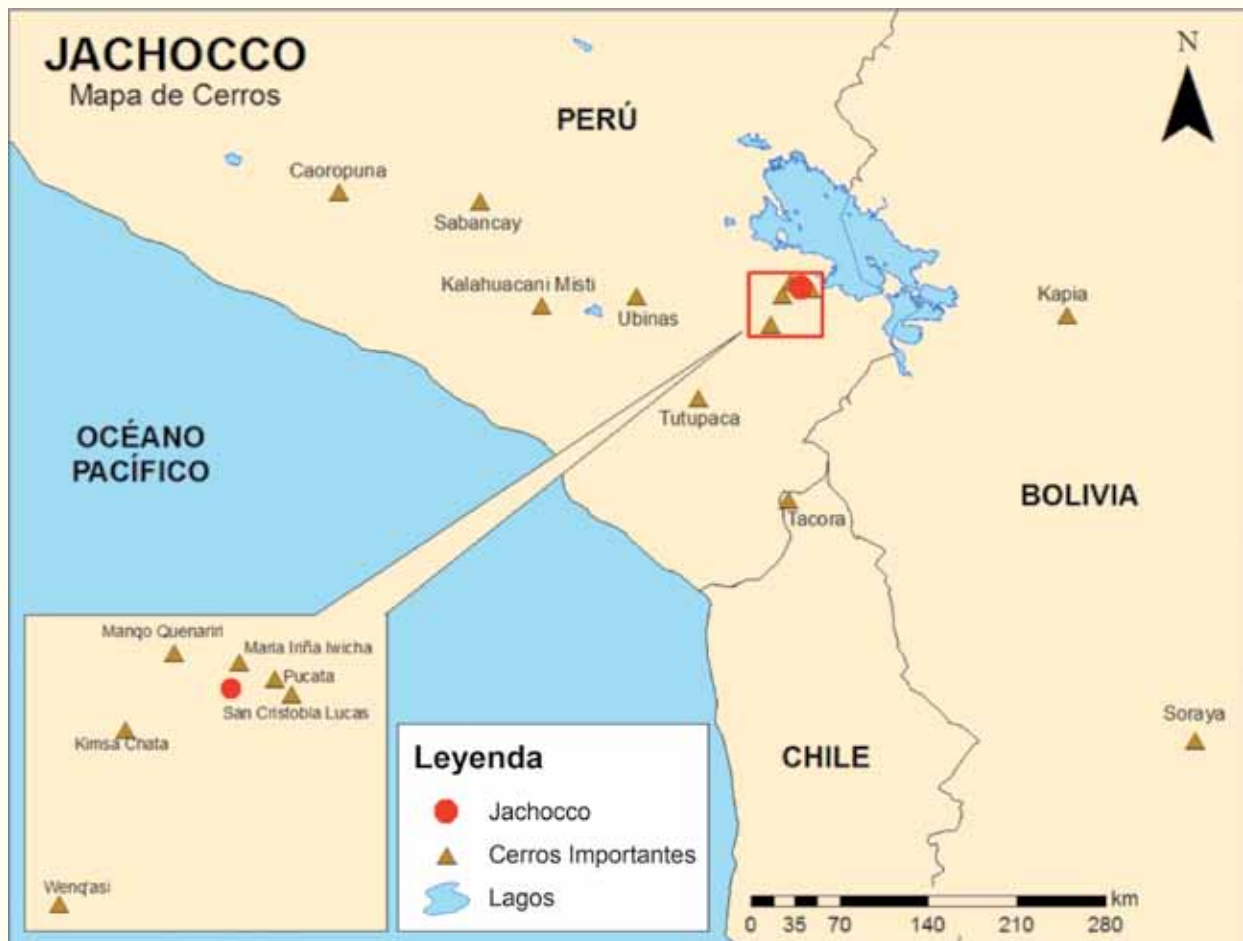 JACHOCCO
Mapa de Cerros
N
PERÚ
Caoropuna
Sabancay
Kalahuacani Misti
Ubinas
Kapia
Tutupaca
OCÉANO
PACÍFICO
BOLIVIA
Tacora
Manqo Quenariri
Maria Iriña Iwicha
Pucata
San Cristobla Lucas
Kimsa Chata
Wenq'asi
Soraya
CHILE
Leyenda
Jachocco
Cerros Importantes
Lagos
km
0 35 70 140 210 280